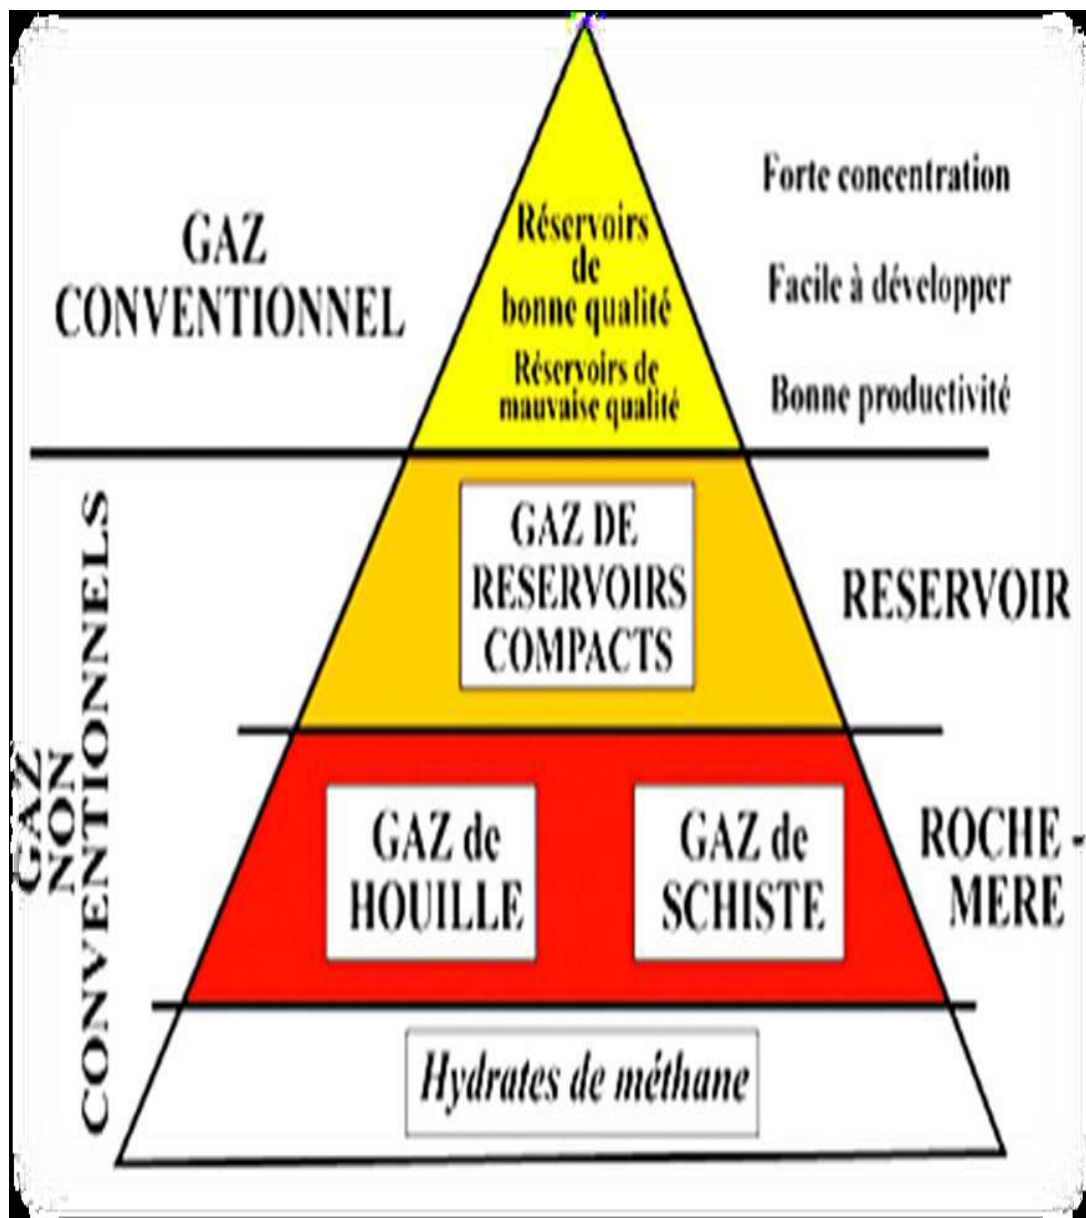 GAZ
CONVENTIONNEL
Réservoirs
de
bonne qualité
Réservoirs de
mauvaise qualité
Forte concentration
Facile à développer
Bonne productivité
GAZ
NON
CONVENTIONNELS
GAZ DE
RESERVOIRS
COMPACTS
RESERVOIR
GAZ de
HOUILLE
GAZ de
SCHISTE
ROCHE -
MERE
Hydrates de méthane